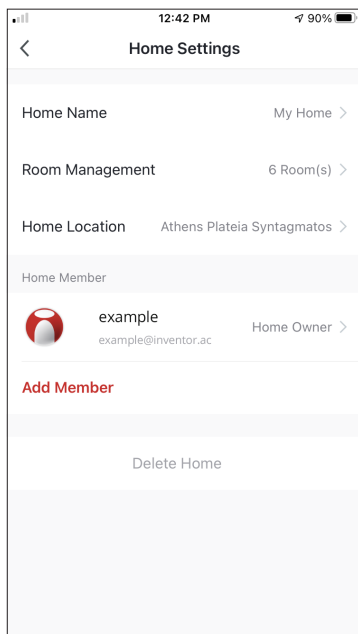 12:42 PM
90%
Home Settings
Home Name
My Home
Room Management
6 Room(s)
Home Location
Athens Plateia Syntagmatos
Home Member
example
example@inventor.ac
Home Owner
Add Member
Delete Home